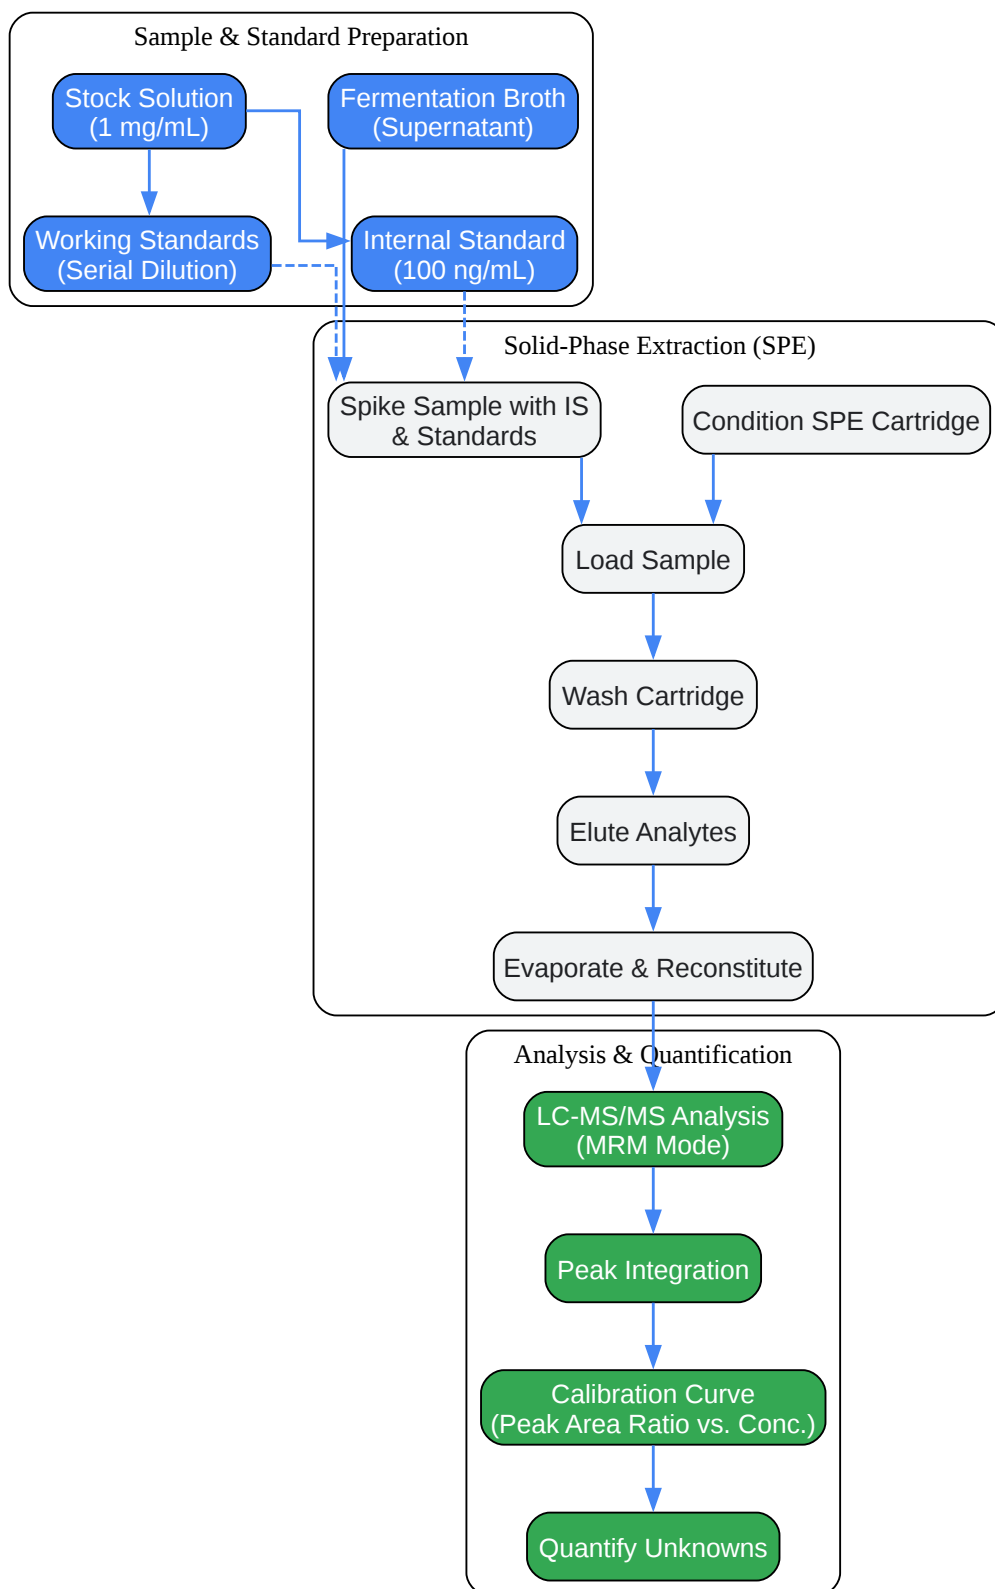 Sample & Standard Preparation
Stock Solution
(1 mg/mL)
Fermentation Broth
(Supernatant)
Working Standards
(Serial Dilution)
Internal Standard
(100 ng/mL)
Solid-Phase Extraction (SPE)
Spike Sample with IS
& Standards
Condition SPE Cartridge
Load Sample
Wash Cartridge
Elute Analytes
Evaporate & Reconstitute
Analysis & Quantification
LC-MS/MS Analysis
(MRM Mode)
Peak Integration
Calibration Curve
(Peak Area Ratio vs. Conc.)
Quantify Unknowns